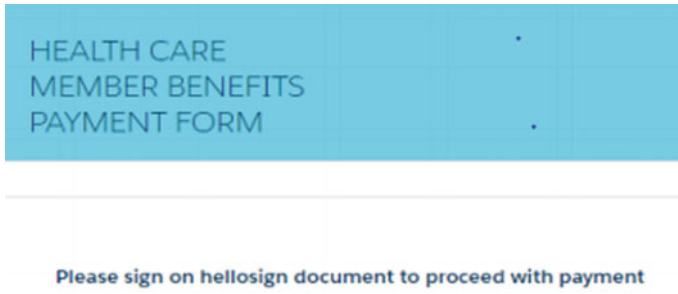 HEALTH CARE
MEMBER BENEFITS
PAYMENT FORM
Please sign on hellosign document to proceed with payment